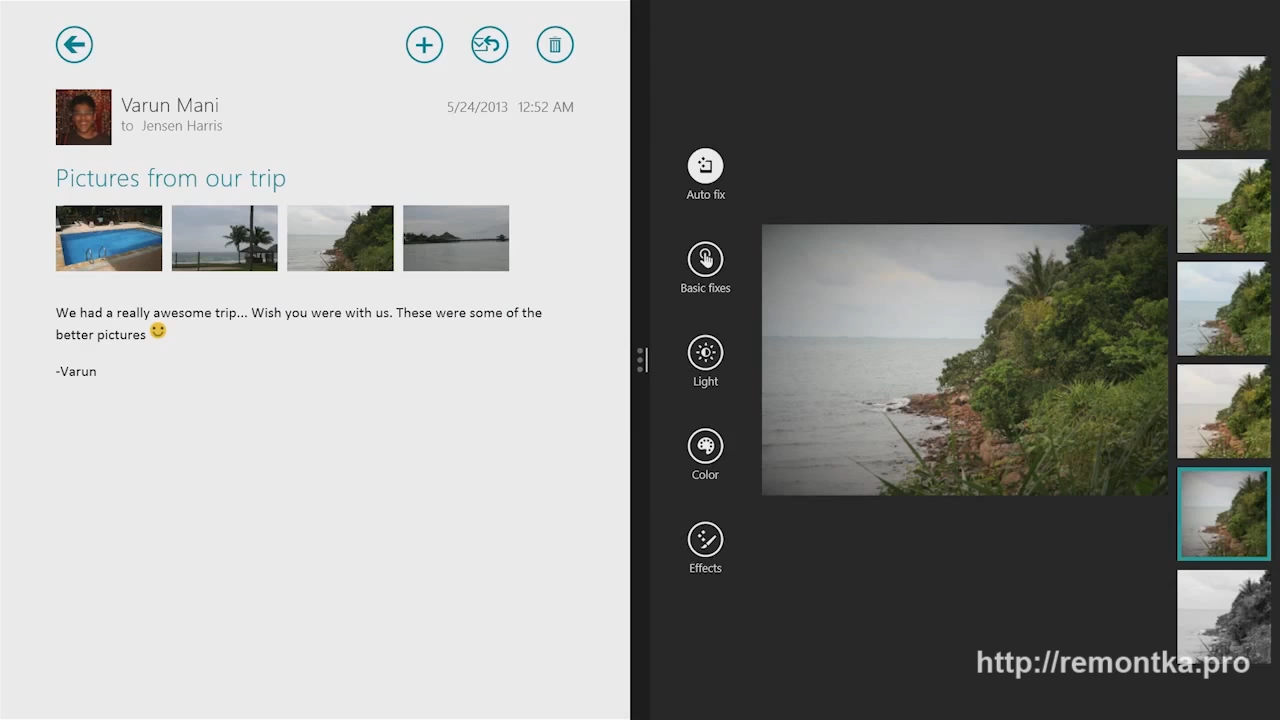 Varun Mani
to Jensen Harris
5/24/2013 12:52 AM
Pictures from our trip
We had a really awesome trip... Wish you were with us. These were some of the
better pictures
-Varun
Auto fix
Basic fixes
Light
Color
Effects
http://remontka.pro